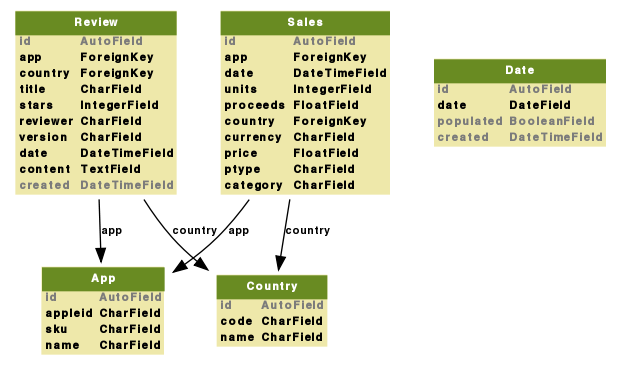 Review
id AutoField
app ForeignKey
country ForeignKey
title CharField
stars IntegerField
reviewer CharField
version CharField
date DateTimeField
content TextField
created DateTimeField
Sales
id AutoField
app ForeignKey
date DateTimeField
units IntegerField
proceeds FloatField
country ForeignKey
currency CharField
price FloatField
ptype CharField
category CharField
Date
id AutoField
date DateField
populated BooleanField
created DateTimeField
app
country
app
country
App
id AutoField
appleid CharField
sku CharField
name CharField
Country
id AutoField
code CharField
name CharField